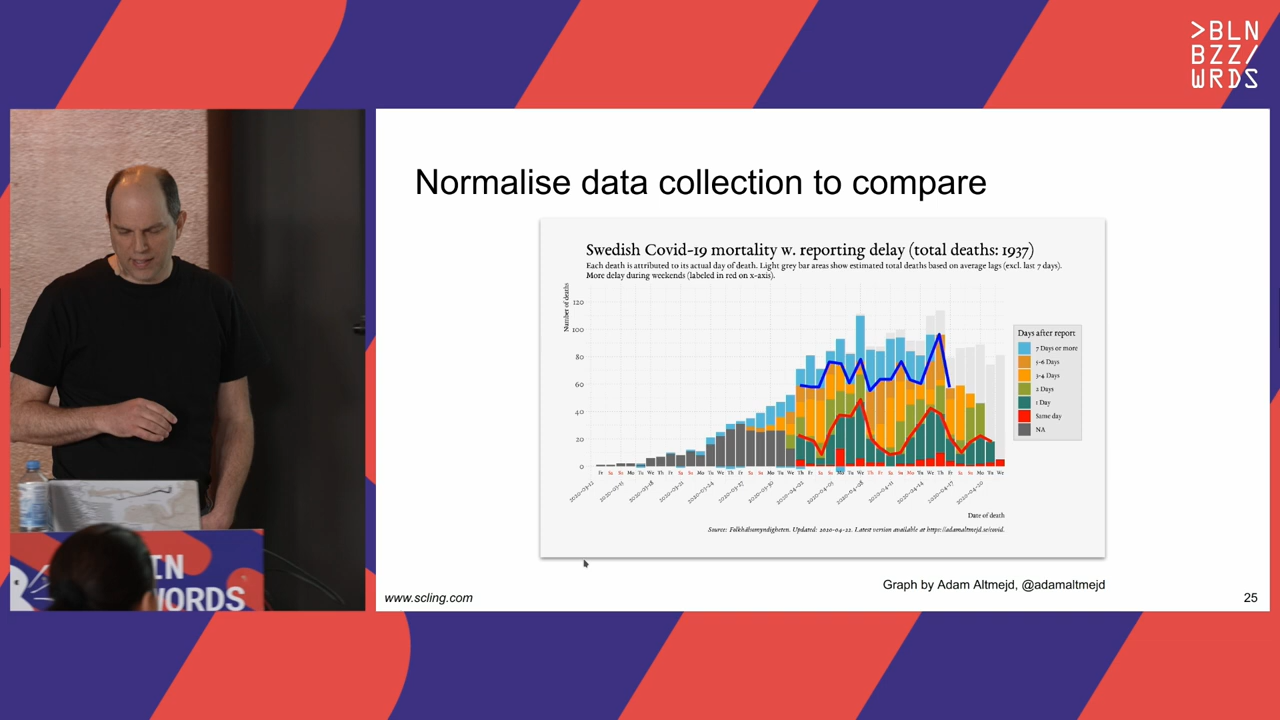 >BLN
BZZ/
WRDS
Normalise data collection to compare
Swedish Covid-19 mortality w. reporting delay (total deaths: 1937)
Each death is attributed to its actual day of death. Light grey bar areas show estimated total deaths based on average lags (excl. last 7 days).
More delay during weekends (labeled in red on x-axis).
Number of deaths
120
100
80
60
40
20
0
Days after report
7 Days or more
5-6 Days
3-4 Days
2 Days
1 Day
Same day
NA
Date of death
Source: Folkhälsomyndigheten. Updated: 2020-04-22. Latest version available at https://adamaltmejd.se/covid.
Graph by Adam Altmejd, @adamaltmejd
www.scling.com
25
LN
WORDS